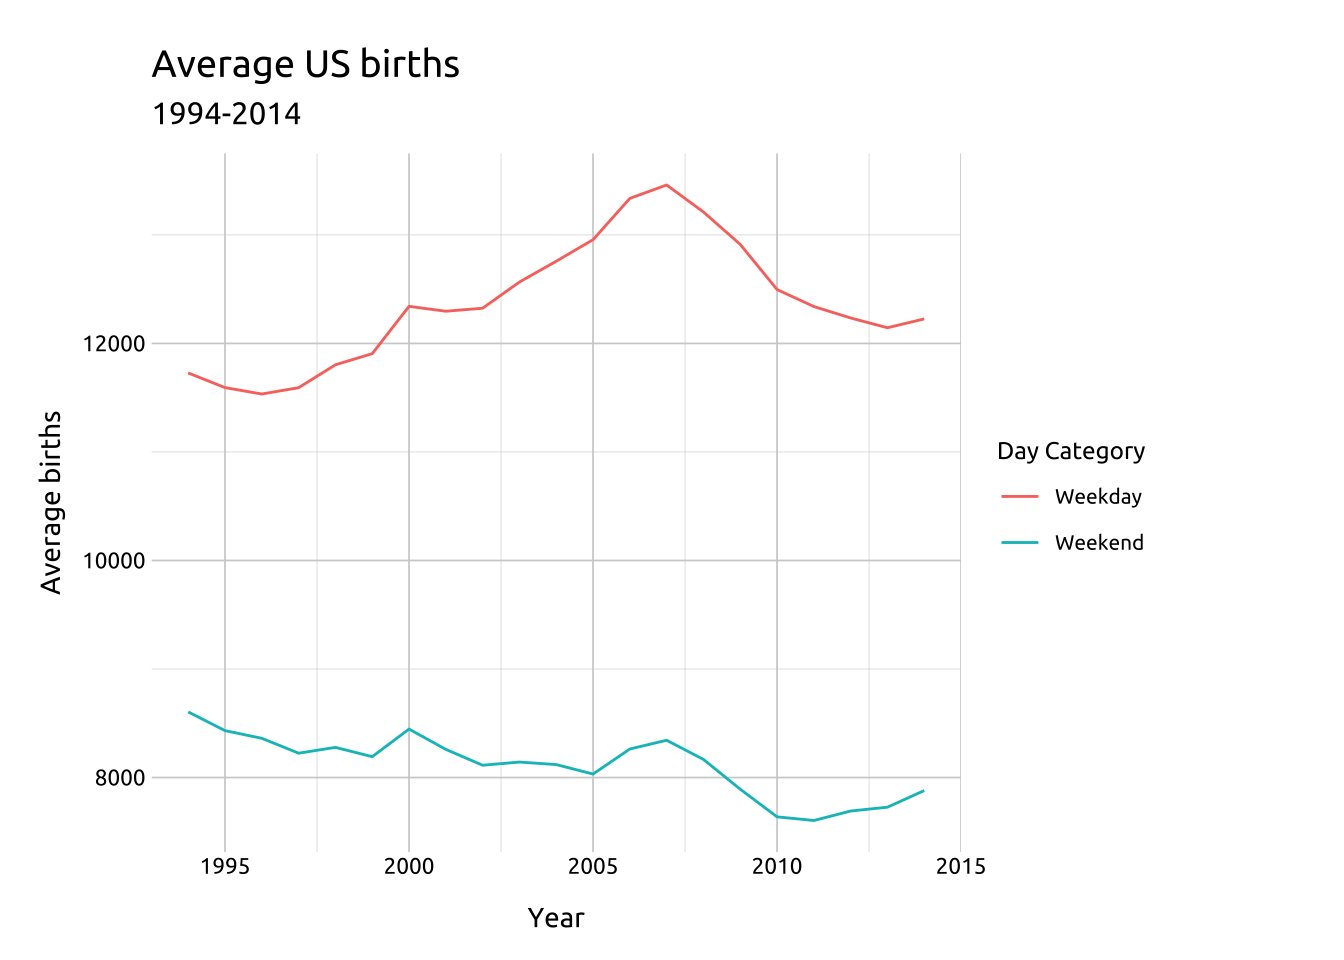 Average US births
1994-2014
12000
10000
8000
Average births
1995 2000 2005 2010 2015
Year
Day Category
Weekday
Weekend